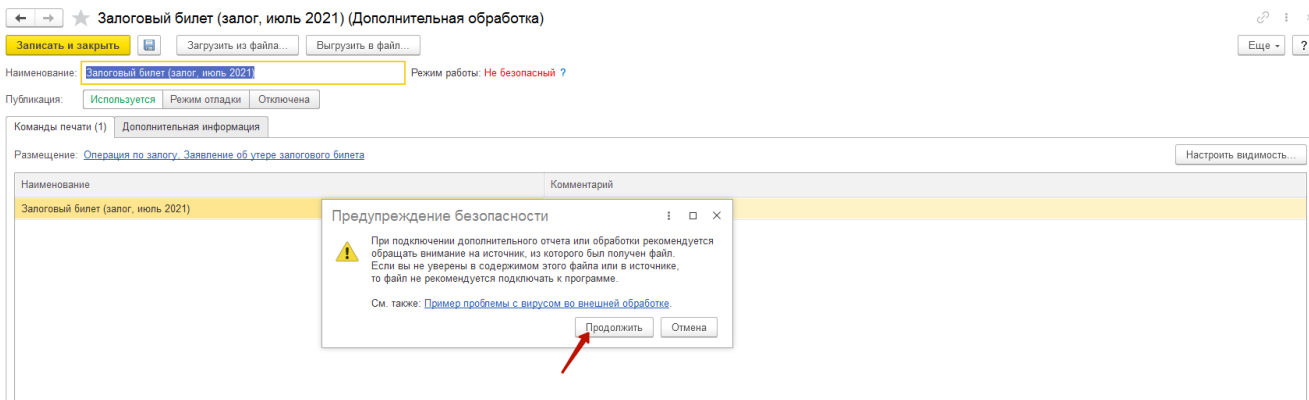 Залоговый билет (залог, июль 2021) (Дополнительная обработка)
Записать и закрыть
Загрузить из файла...
Выгрузить в файл...
Еще
?
Наименование:
Залоговый билет (залог, июль 2021)
Режим работы: Не безопасный ?
Публикация:
Используется
Режим отладки
Отключена
Команды печати (1)
Дополнительная информация
Размещение: Операция по залогу, Заявление об утере залогового билета
Настроить видимость...
Наименование
Комментарий
Залоговый билет (залог, июль 2021)
Предупреждение безопасности
При подключении дополнительного отчета или обработки рекомендуется
обращать внимание на источник, из которого был получен файл.
Если вы не уверены в содержимом этого файла или в источнике,
то файл не рекомендуется подключать к программе.
См. также: Пример проблемы с вирусом во внешней обработке.
Продолжить
Отмена